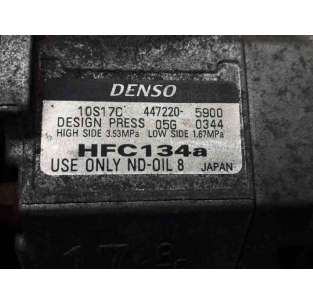 DENSO
10S17C 447220-5900
DESIGN PRESS 05G 0344
HIGH SIDE 3.53MPa LOW SIDE 1.67MPa
HFC134a
USE ONLY ND-OIL 8 JAPAN